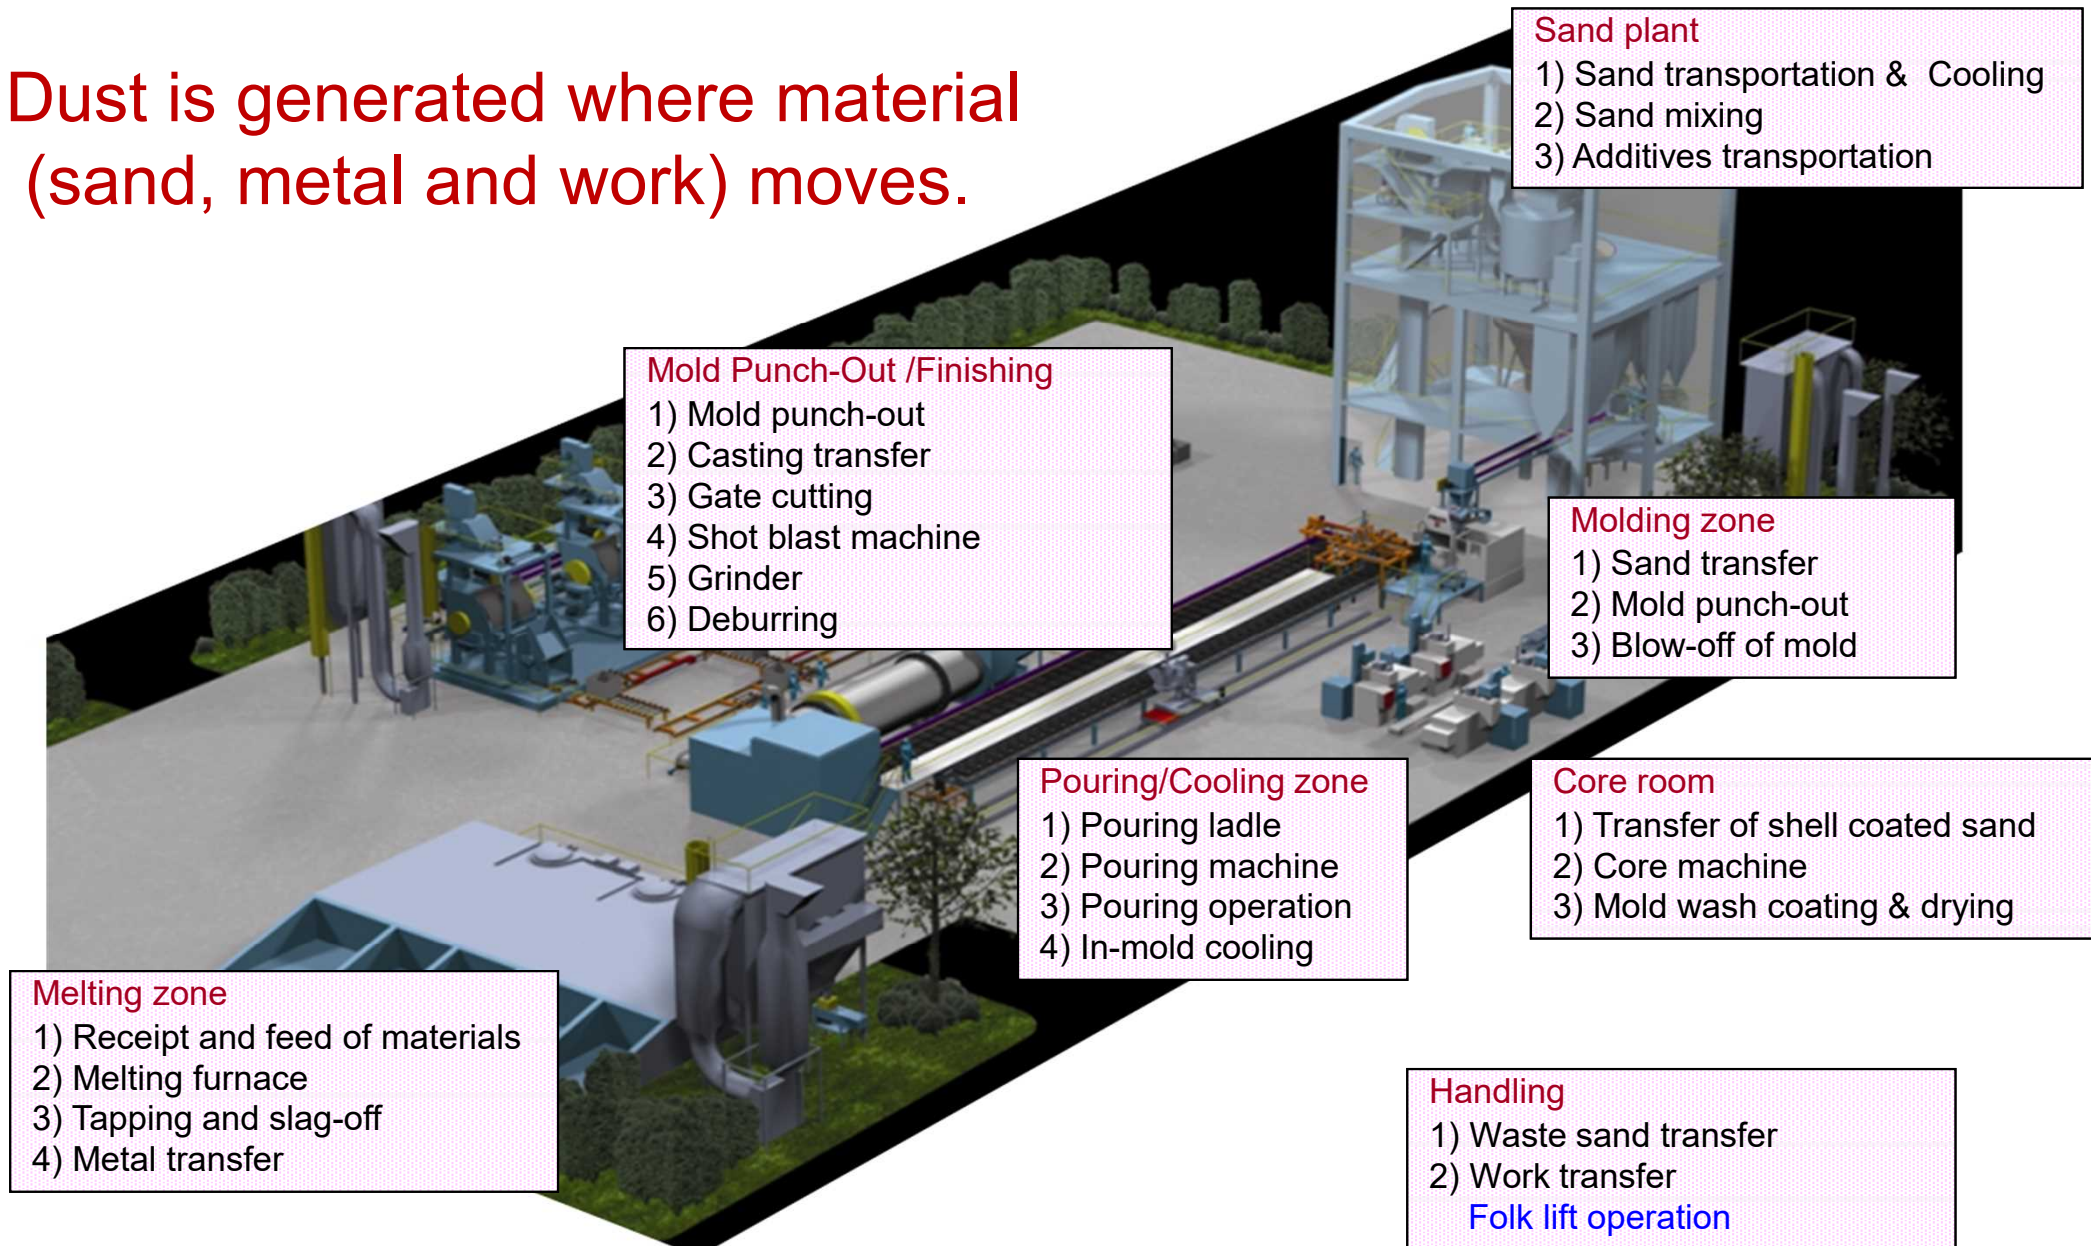 Dust is generated where material
(sand, metal and work) moves.
Sand plant
1) Sand transportation & Cooling
2) Sand mixing
3) Additives transportation
Mold Punch-Out /Finishing
1) Mold punch-out
2) Casting transfer
3) Gate cutting
4) Shot blast machine
5) Grinder
6) Deburring
Molding zone
1) Sand transfer
2) Mold punch-out
3) Blow-off of mold
Pouring/Cooling zone
1) Pouring ladle
2) Pouring machine
3) Pouring operation
4) In-mold cooling
Core room
1) Transfer of shell coated sand
2) Core machine
3) Mold wash coating & drying
Melting zone
1) Receipt and feed of materials
2) Melting furnace
3) Tapping and slag-off
4) Metal transfer
Handling
1) Waste sand transfer
2) Work transfer
Folk lift operation